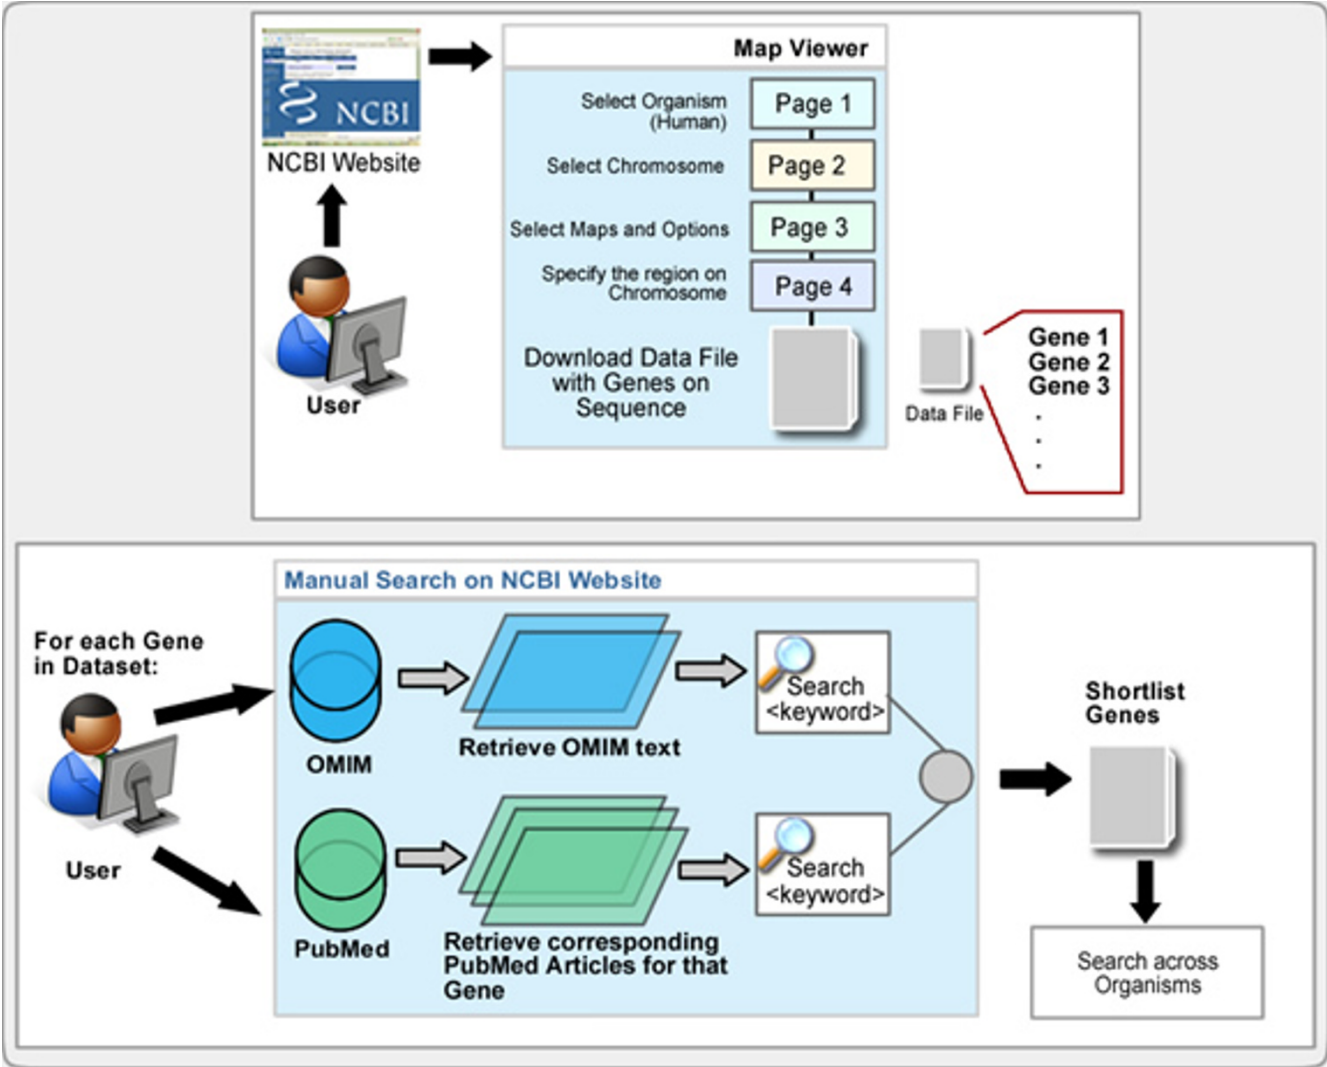 NCBI
NCBI Website
User
Map Viewer
Select Organism
(Human)
Page 1
Select Chromosome
Page 2
Select Maps and Options
Page 3
Specify the region on
Chromosome
Page 4
Download Data File
with Genes on
Sequence
Data File
Gene 1
Gene 2
Gene 3
.
.
.
Manual Search on NCBI Website
For each Gene
in Dataset:
User
OMIM
Retrieve OMIM text
Search
<keyword>
PubMed
Retrieve corresponding
PubMed Articles for that
Gene
Search
<keyword>
Shortlist
Genes
Search across
Organisms